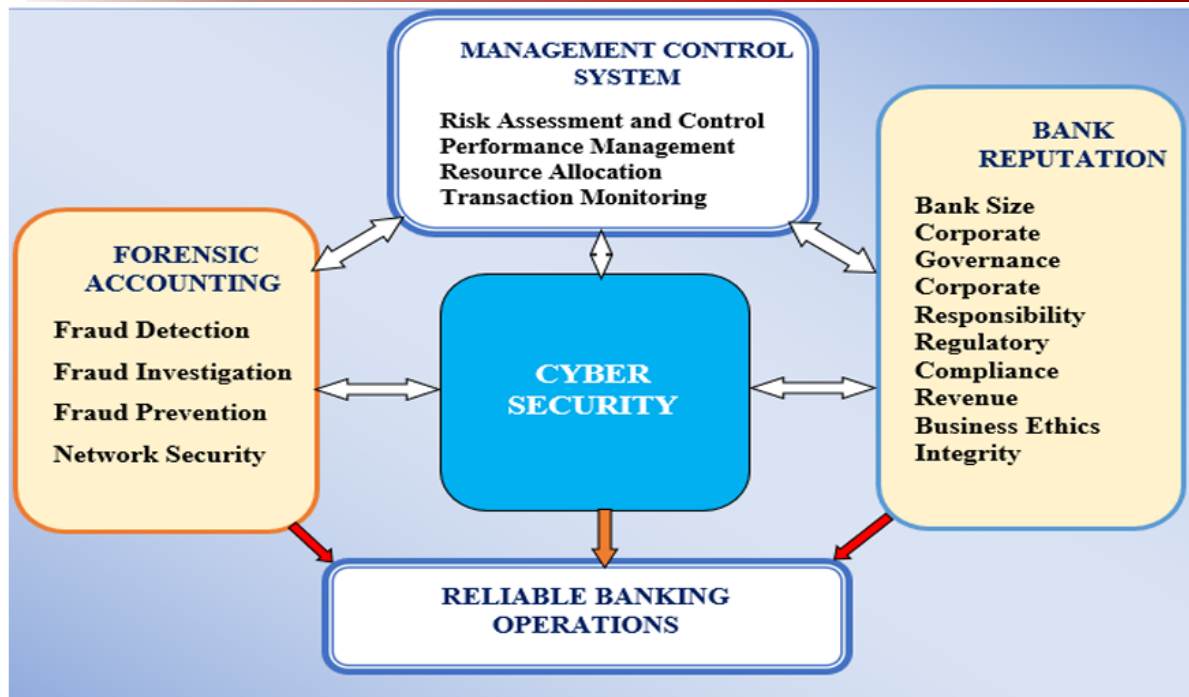 MANAGEMENT CONTROL
SYSTEM
Risk Assessment and Control
Performance Management
Resource Allocation
Transaction Monitoring
FORENSIC
ACCOUNTING
Fraud Detection
Fraud Investigation
Fraud Prevention
Network Security
CYBER
SECURITY
BANK
REPUTATION
Bank Size
Corporate
Governance
Corporate
Responsibility
Regulatory
Compliance
Revenue
Business Ethics
Integrity
RELIABLE BANKING
OPERATIONS